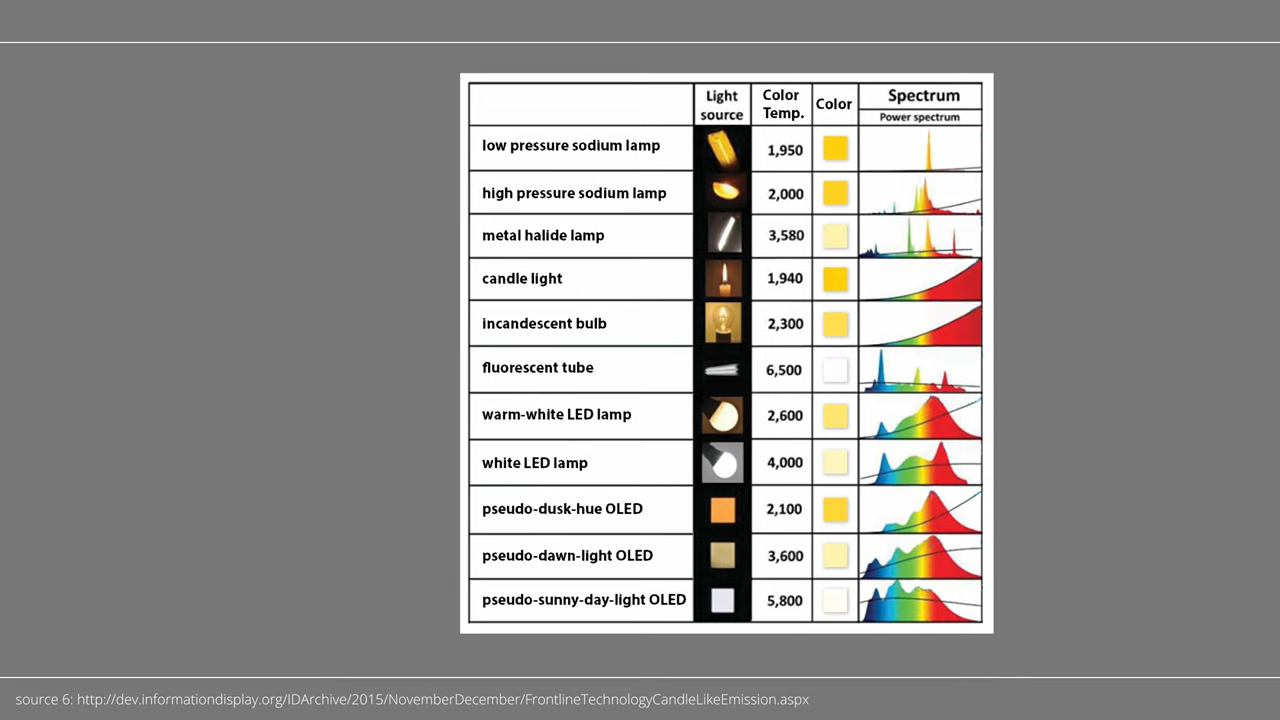 Light source Color Temp. Color Spectrum
Power spectrum
low pressure sodium lamp 1,950
high pressure sodium lamp 2,000
metal halide lamp 3,580
candle light 1,940
incandescent bulb 2,300
fluorescent tube 6,500
warm-white LED lamp 2,600
white LED lamp 4,000
pseudo-dusk-hue OLED 2,100
pseudo-dawn-light OLED 3,600
pseudo-sunny-day-light OLED 5,800
source 6: http://dev.informationdisplay.org/IDArchive/2015/NovemberDecember/FrontlineTechnologyCandleLikeEmission.aspx